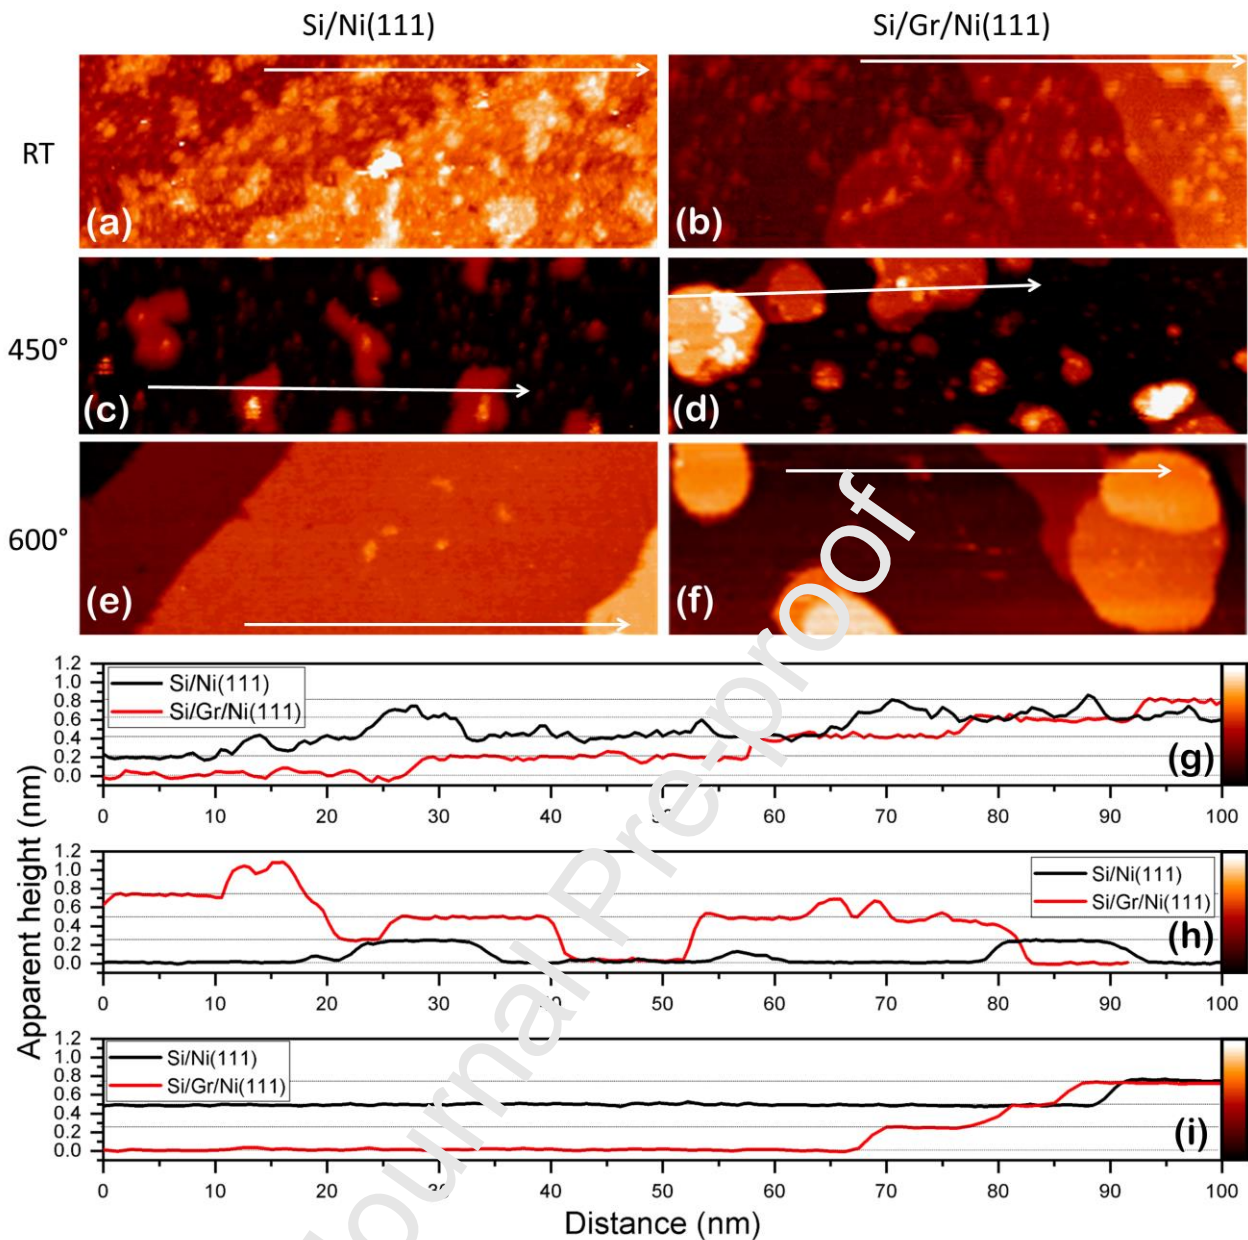 Si/Ni(111)
Si/Gr/Ni(111)
RT
(a)
(b)
450°
(c)
(d)
600°
(e)
(f)
Journal Pre-proof
Apparent height (nm)
1.2
1.0
0.8
0.6
0.4
0.2
0.0
Si/Ni(111)
Si/Gr/Ni(111)
(g)
0 10 20 30 40 50 60 70 80 90 100
1.2
1.0
0.8
0.6
0.4
0.2
0.0
Si/Ni(111)
Si/Gr/Ni(111)
(h)
0 10 20 30 40 50 60 70 80 90 100
1.2
1.0
0.8
0.6
0.4
0.2
0.0
Si/Ni(111)
Si/Gr/Ni(111)
(i)
0 10 20 30 40 50 60 70 80 90 100
Distance (nm)